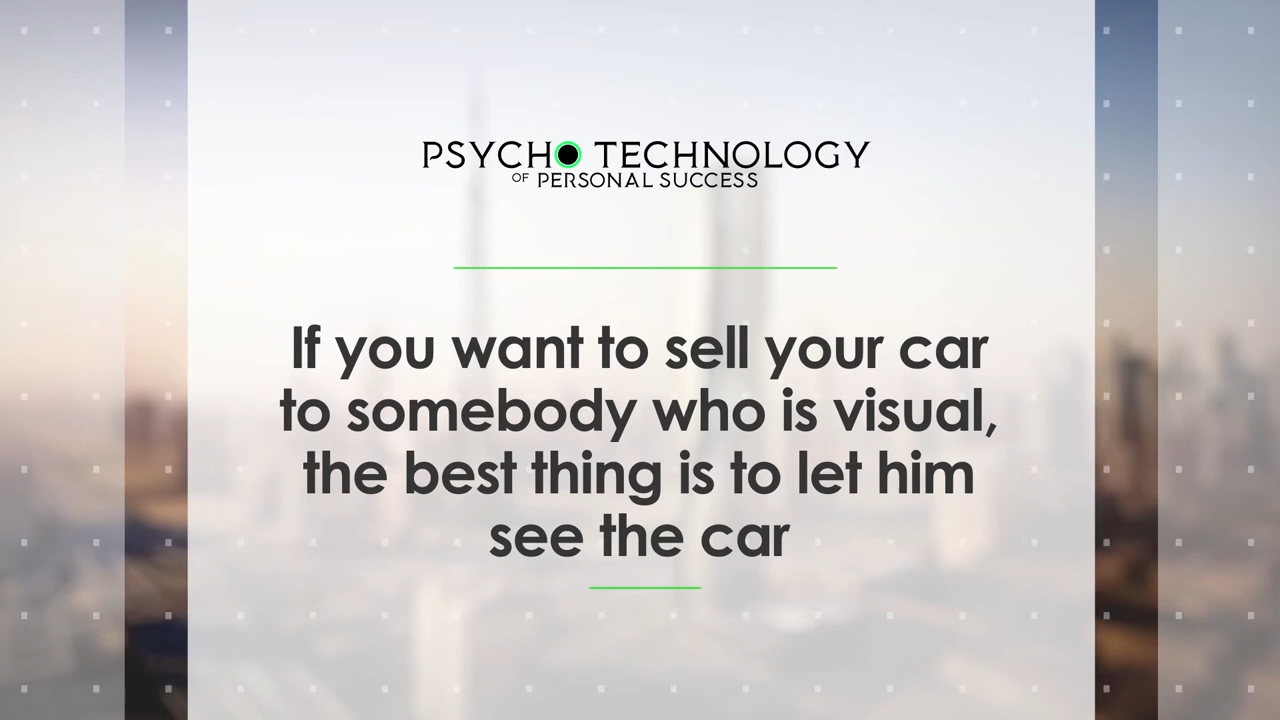 PSYCHO TECHNOLOGY
OF PERSONAL SUCCESS
If you want to sell your car
to somebody who is visual,
the best thing is to let him
see the car